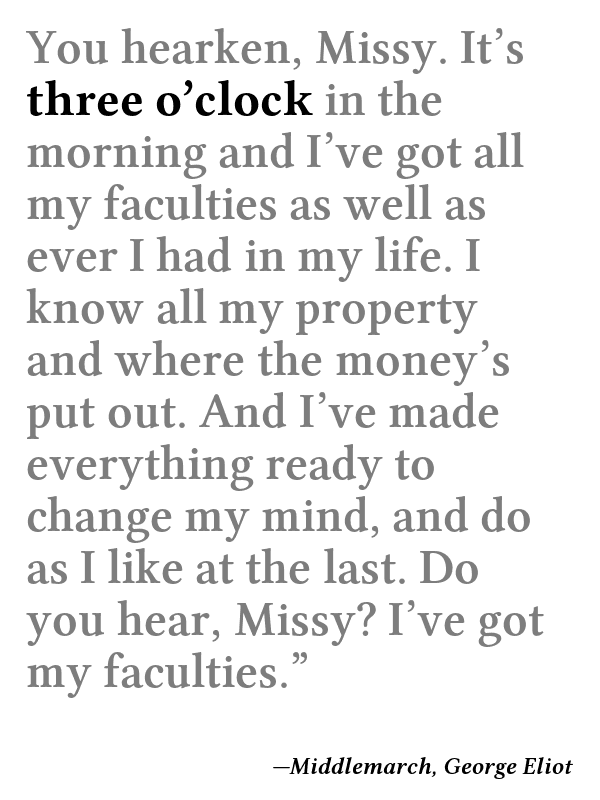 You hearken, Missy. It’s
three o’clock in the
morning and I’ve got all
my faculties as well as
ever I had in my life. I
know all my property
and where the money’s
put out. And I’ve made
everything ready to
change my mind, and do
as I like at the last. Do
you hear, Missy? I’ve got
my faculties.”
—Middlemarch, George Eliot